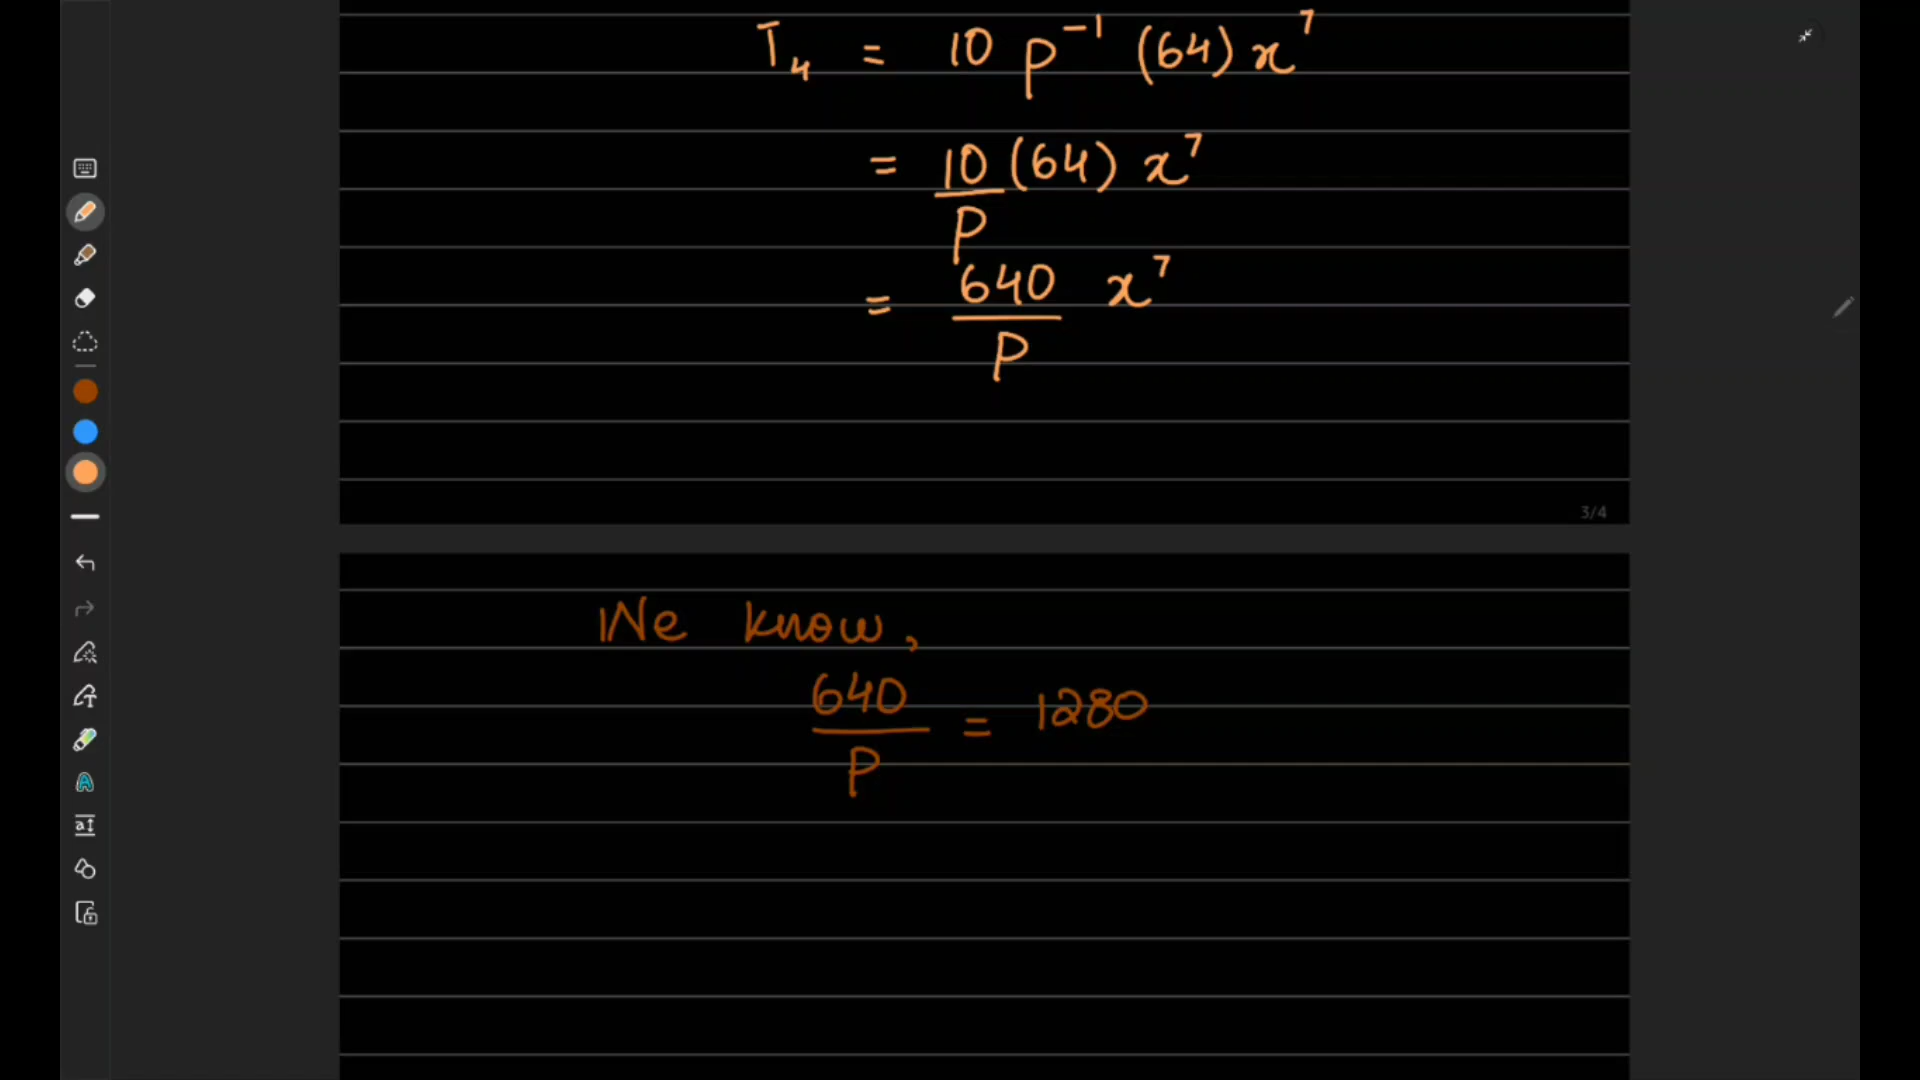 T₄ = 10 p⁻¹ (64) x⁷
= 10/p (64) x⁷
= 640/p x⁷
3/4
We know,
640/p = 1280